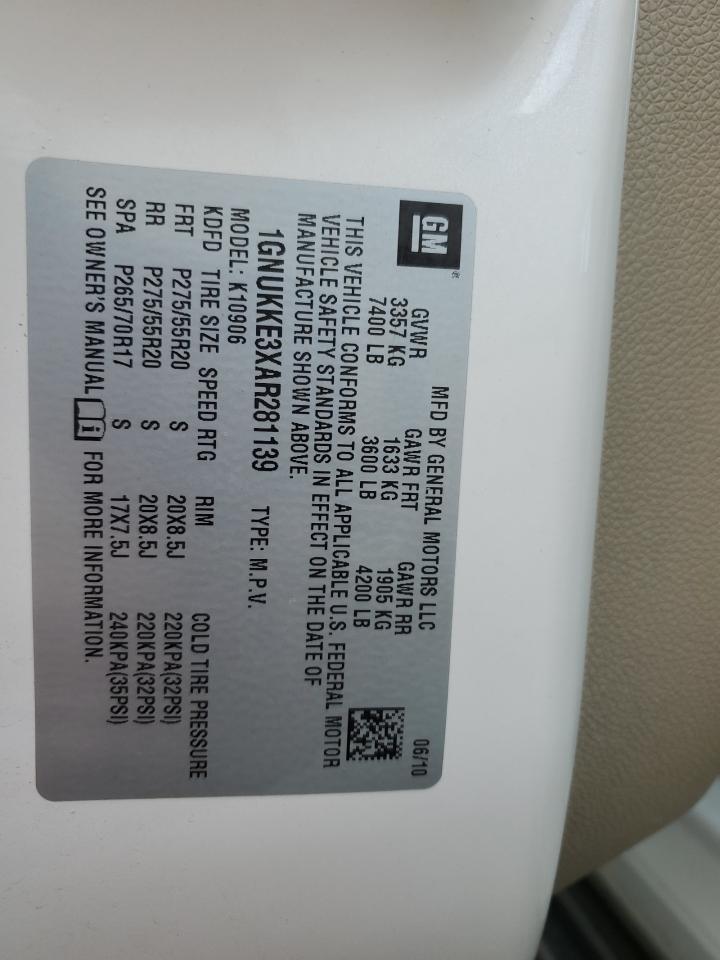 GM®
MFD BY GENERAL MOTORS LLC 06/10
GVWR GAWR FRT GAWR RR
3357 KG 1633 KG 1905 KG
7400 LB 3600 LB 4200 LB
THIS VEHICLE CONFORMS TO ALL APPLICABLE U.S. FEDERAL MOTOR
VEHICLE SAFETY STANDARDS IN EFFECT ON THE DATE OF
MANUFACTURE SHOWN ABOVE.
1GNUKKE3XAR281139 TYPE: M.P.V.
MODEL: K10906
KDFD TIRE SIZE SPEED RTG RIM COLD TIRE PRESSURE
FRT P275/55R20 S 20X8.5J 220KPA(32PSI)
RR P275/55R20 S 20X8.5J 220KPA(32PSI)
SPA P265/70R17 S 17X7.5J 240KPA(35PSI)
SEE OWNER'S MANUAL i FOR MORE INFORMATION.